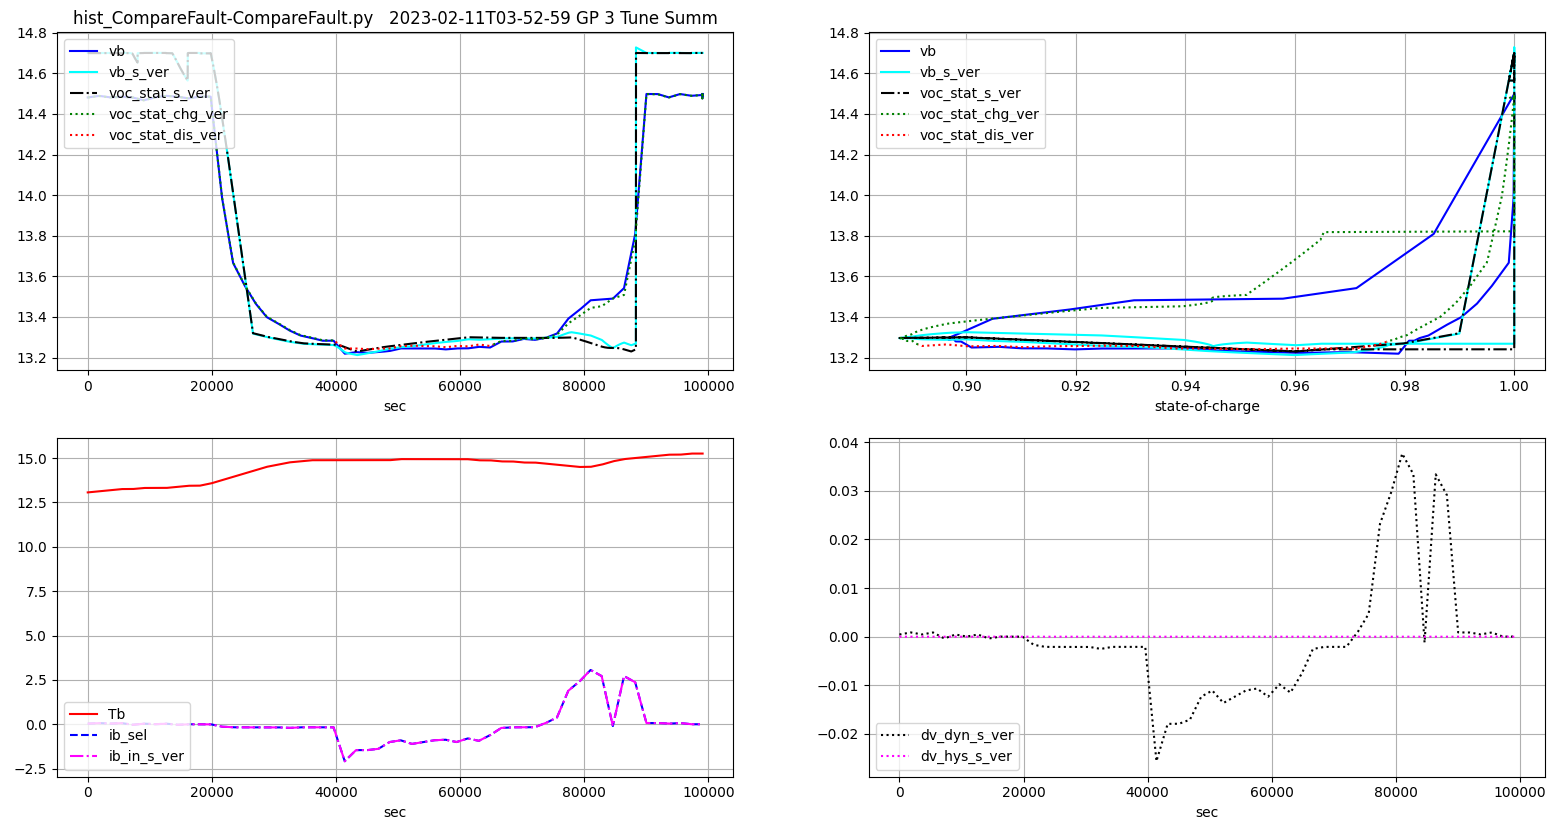 hist_CompareFault-CompareFault.py   2023-02-11T03-52-59 GP 3 Tune Summ
14.8
14.6
14.4
14.2
14.0
13.8
13.6
13.4
13.2
vb
vb_s_ver
voc_stat_s_ver
voc_stat_chg_ver
voc_stat_dis_ver
0 20000 40000 60000 80000 100000
sec
14.8
14.6
14.4
14.2
14.0
13.8
13.6
13.4
13.2
vb
vb_s_ver
voc_stat_s_ver
voc_stat_chg_ver
voc_stat_dis_ver
0.90 0.92 0.94 0.96 0.98 1.00
state-of-charge
15.0
12.5
10.0
7.5
5.0
2.5
0.0
−2.5
Tb
ib_sel
ib_in_s_ver
0 20000 40000 60000 80000 100000
sec
0.04
0.03
0.02
0.01
0.00
−0.01
−0.02
dv_dyn_s_ver
dv_hys_s_ver
0 20000 40000 60000 80000 100000
sec